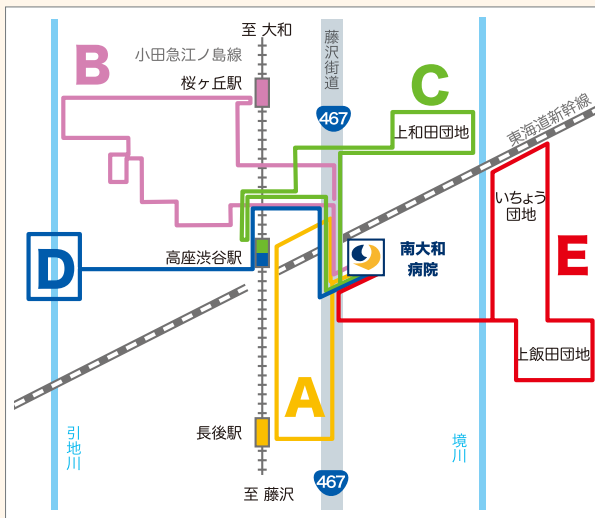 至 大和
小田急江ノ島線
藤沢街道
B
桜ヶ丘駅
C
467
東海道新幹線
上和田団地
いちょう
団地
D
高座渋谷駅
南大和
病院
E
上飯田団地
A
長後駅
引地川
境川
467
至 藤沢